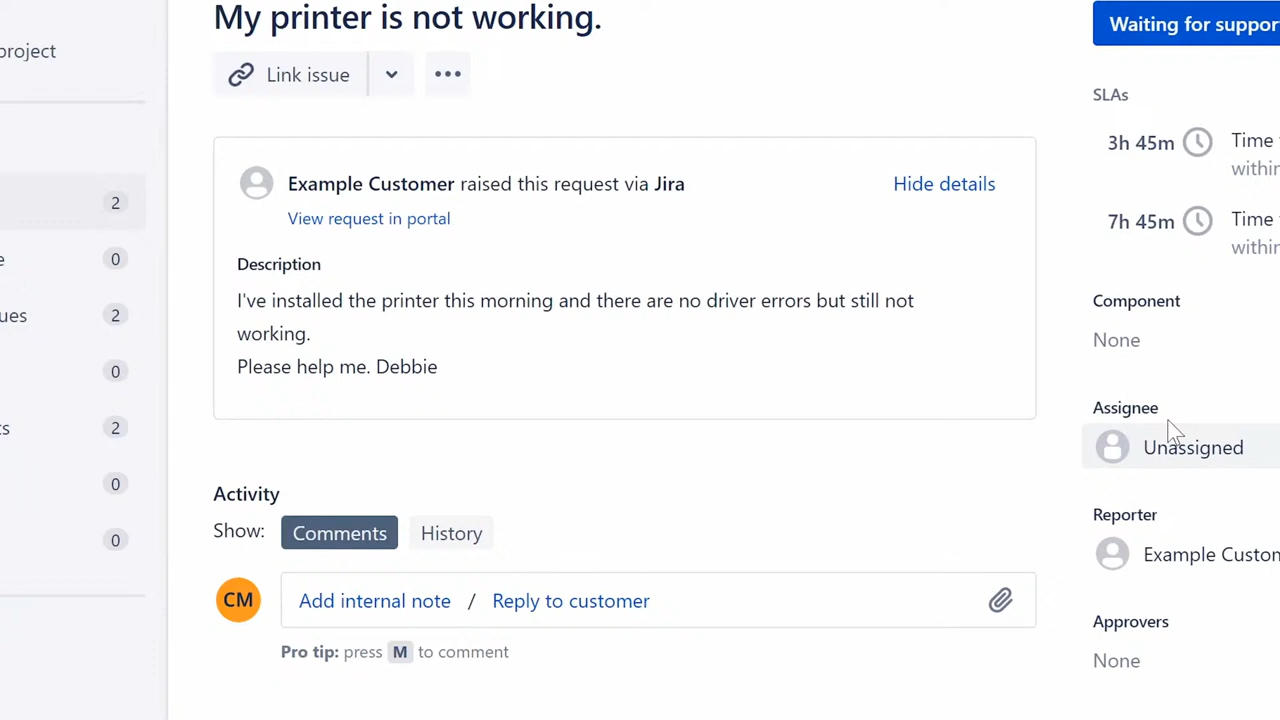 My printer is not working.
Waiting for suppor
project
Link issue
SLAs
3h 45m
Time
within
Example Customer raised this request via Jira
Hide details
View request in portal
2
7h 45m
Time
within
Description
e
0
I've installed the printer this morning and there are no driver errors but still not
working.
Please help me. Debbie
Component
None
ues
2
0
Assignee
Unassigned
s
2
0
0
Activity
Show:
Comments
History
Reporter
Example Custom
CM
Add internal note / Reply to customer
Pro tip: press M to comment
Approvers
None